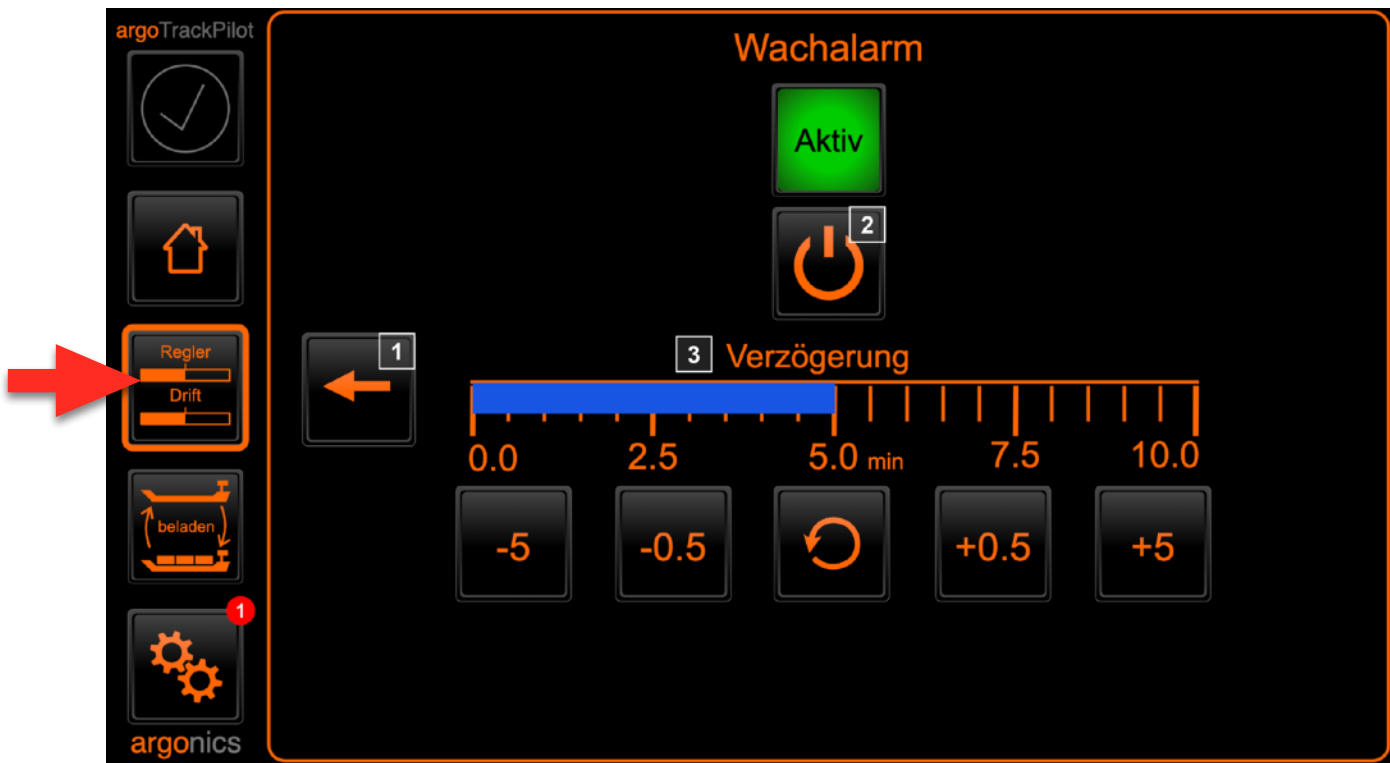 argoTrackPilot
Regler
Drift
beladen
1
argonics
Wachalarm
Aktiv
2
1
3 Verzögerung
0.0 2.5 5.0 min 7.5 10.0
-5 -0.5 +0.5 +5